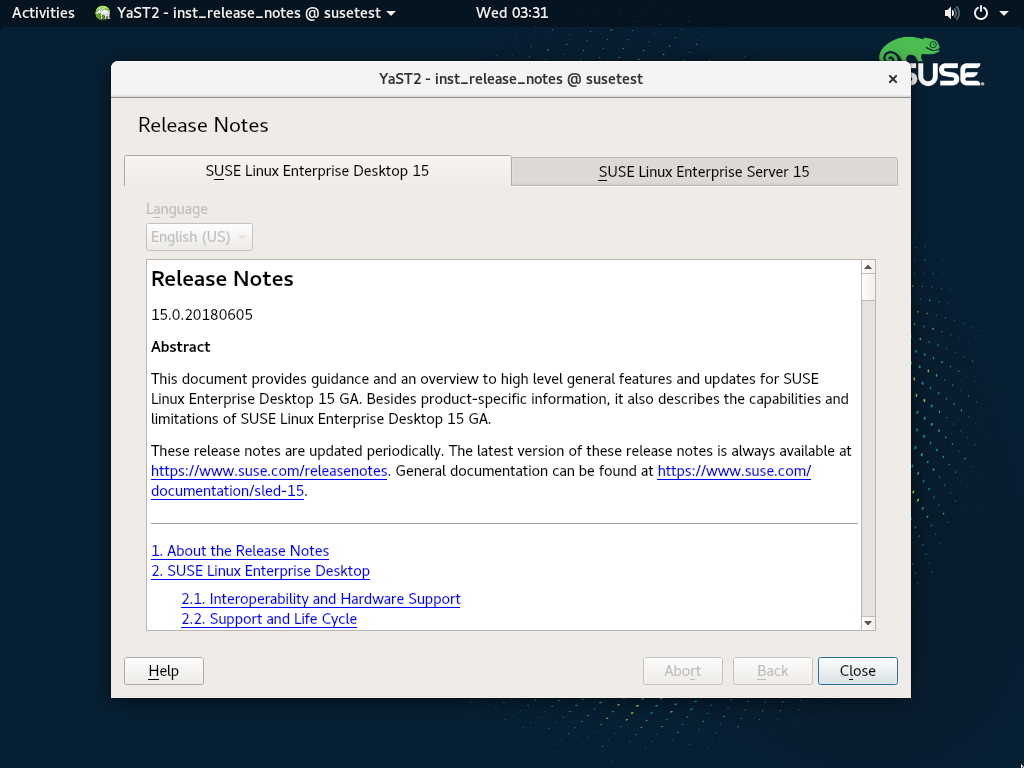 Activities YaST2 - inst_release_notes @ susetest Wed 03:31
SUSE
YaST2 - inst_release_notes @ susetest
Release Notes
SUSE Linux Enterprise Desktop 15 SUSE Linux Enterprise Server 15
Language
English (US)
Release Notes
15.0.20180605
Abstract
This document provides guidance and an overview to high level general features and updates for SUSE
Linux Enterprise Desktop 15 GA. Besides product-specific information, it also describes the capabilities and
limitations of SUSE Linux Enterprise Desktop 15 GA.
These release notes are updated periodically. The latest version of these release notes is always available at
https://www.suse.com/releasenotes. General documentation can be found at https://www.suse.com/
documentation/sled-15.
1. About the Release Notes
2. SUSE Linux Enterprise Desktop
2.1. Interoperability and Hardware Support
2.2. Support and Life Cycle
Help Abort Back Close